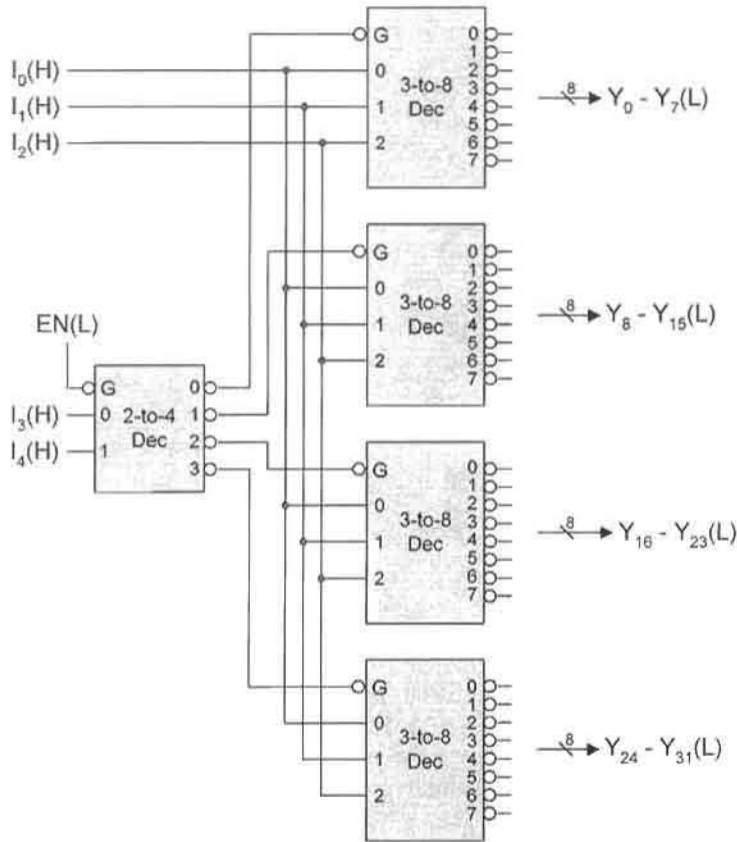 I₀(H)
I₁(H)
I₂(H)
G
0
1
2
3-to-8
Dec
0
1
2
3
4
5
6
7
8
Y₀ - Y₇(L)
G
0
1
2
3-to-8
Dec
0
1
2
3
4
5
6
7
8
Y₈ - Y₁₅(L)
EN(L)
I₃(H)
I₄(H)
G
0
1
2-to-4
Dec
0
1
2
3
G
0
1
2
3-to-8
Dec
0
1
2
3
4
5
6
7
8
Y₁₆ - Y₂₃(L)
G
0
1
2
3-to-8
Dec
0
1
2
3
4
5
6
7
8
Y₂₄ - Y₃₁(L)